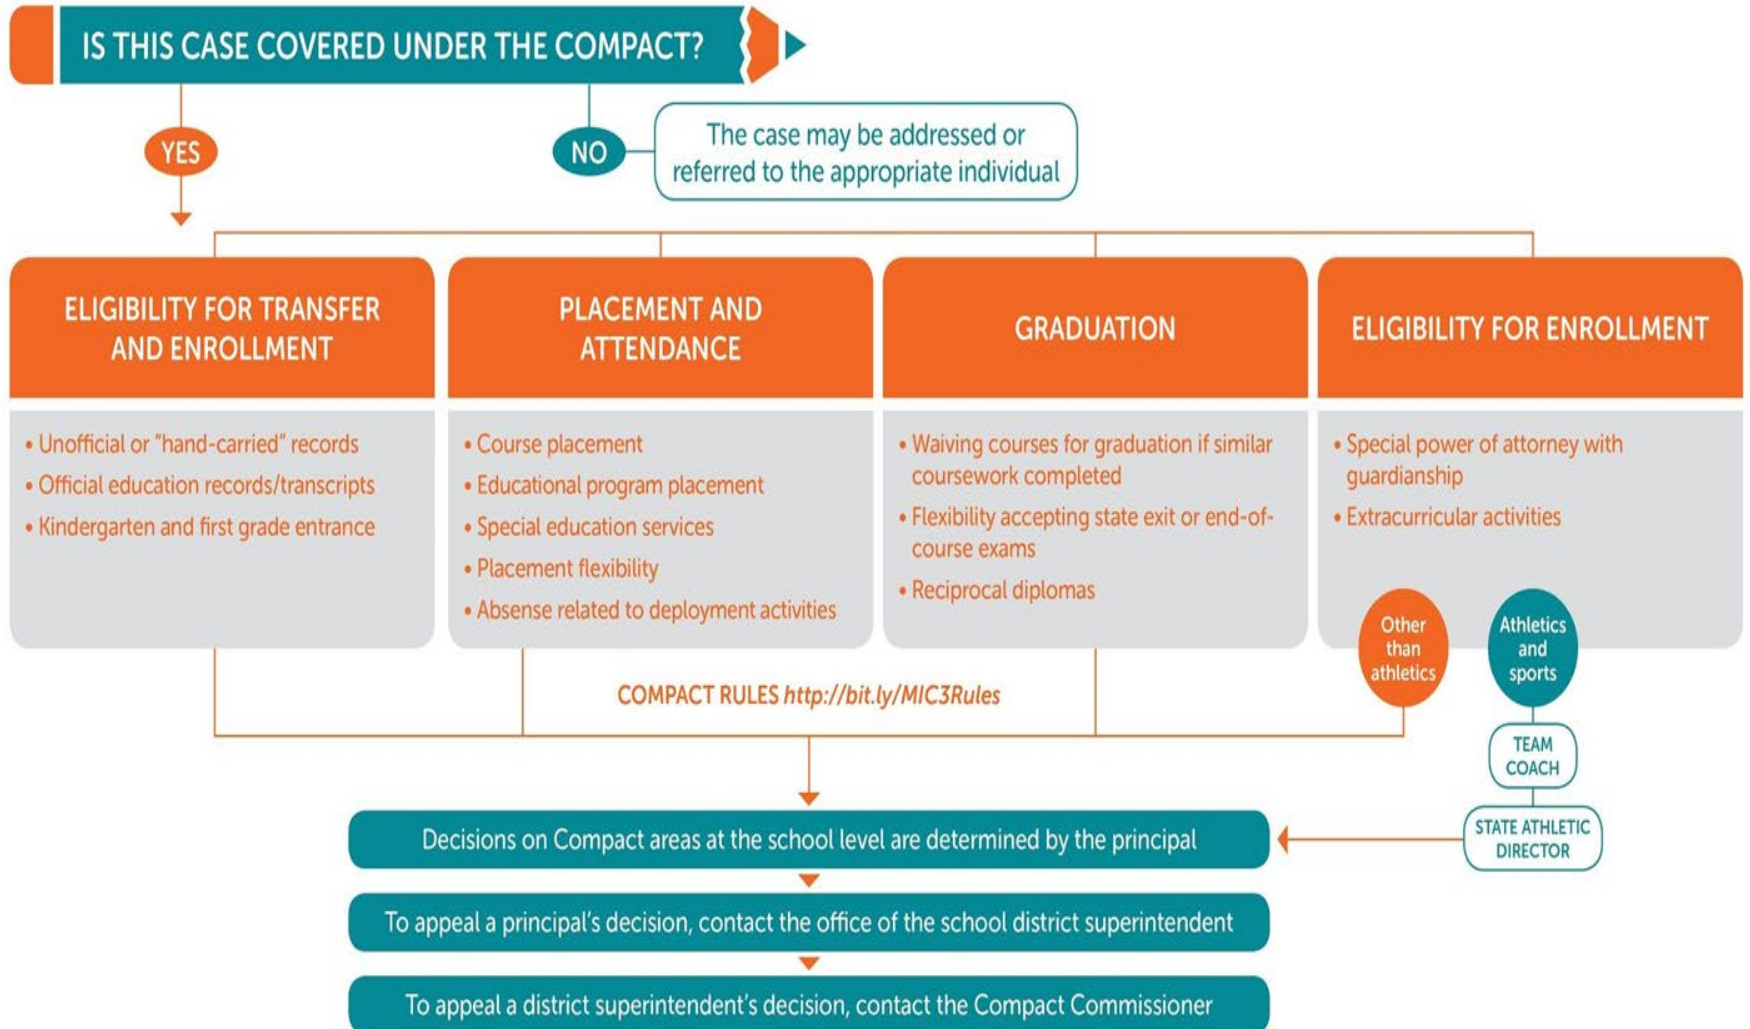 IS THIS CASE COVERED UNDER THE COMPACT?
YES
NO
The case may be addressed or
referred to the appropriate individual
ELIGIBILITY FOR TRANSFER
AND ENROLLMENT
• Unofficial or "hand-carried" records
• Official education records/transcripts
• Kindergarten and first grade entrance
PLACEMENT AND
ATTENDANCE
• Course placement
• Educational program placement
• Special education services
• Placement flexibility
• Absense related to deployment activities
GRADUATION
• Waiving courses for graduation if similar
coursework completed
• Flexibility accepting state exit or end-of-
course exams
• Reciprocal diplomas
ELIGIBILITY FOR ENROLLMENT
• Special power of attorney with
guardianship
• Extracurricular activities
Other
than
athletics
Athletics
and
sports
COMPACT RULES http://bit.ly/MIC3Rules
TEAM
COACH
STATE ATHLETIC
DIRECTOR
Decisions on Compact areas at the school level are determined by the principal
To appeal a principal's decision, contact the office of the school district superintendent
To appeal a district superintendent's decision, contact the Compact Commissioner